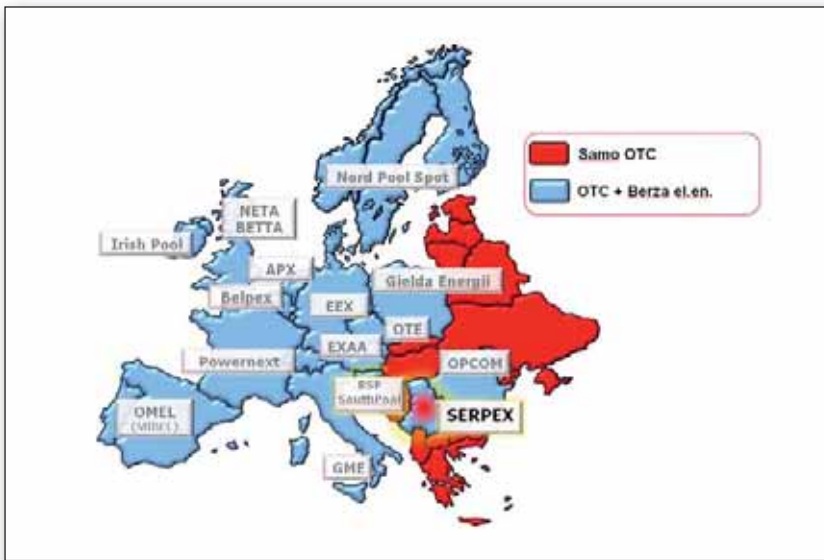 Samo OTC
OTC + Berza el.en.
Nord Pool Spot
NETA
BETTA
Irish Pool
APX
Gielda Energii
Belpex
EEX
OTE
EXAA
Powernext
OPCOM
BSP
SouthPool
OMEL
(MIBEL)
SERPEX
GME